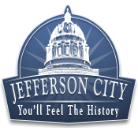 JEFFERSON CITY
You'll Feel The History